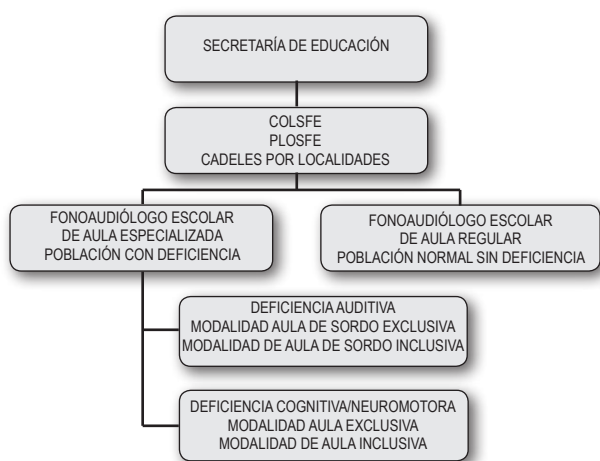 SECRETARÍA DE EDUCACIÓN
COLSFE
PLOSFE
CADELES POR LOCALIDADES
FONOAUDIÓLOGO ESCOLAR
DE AULA ESPECIALIZADA
POBLACIÓN CON DEFICIENCIA
FONOAUDIÓLOGO ESCOLAR
DE AULA REGULAR
POBLACIÓN NORMAL SIN DEFICIENCIA
DEFICIENCIA AUDITIVA
MODALIDAD AULA DE SORDO EXCLUSIVA
MODALIDAD DE AULA DE SORDO INCLUSIVA
DEFICIENCIA COGNITIVA/NEUROMOTORA
MODALIDAD AULA EXCLUSIVA
MODALIDAD DE AULA INCLUSIVA